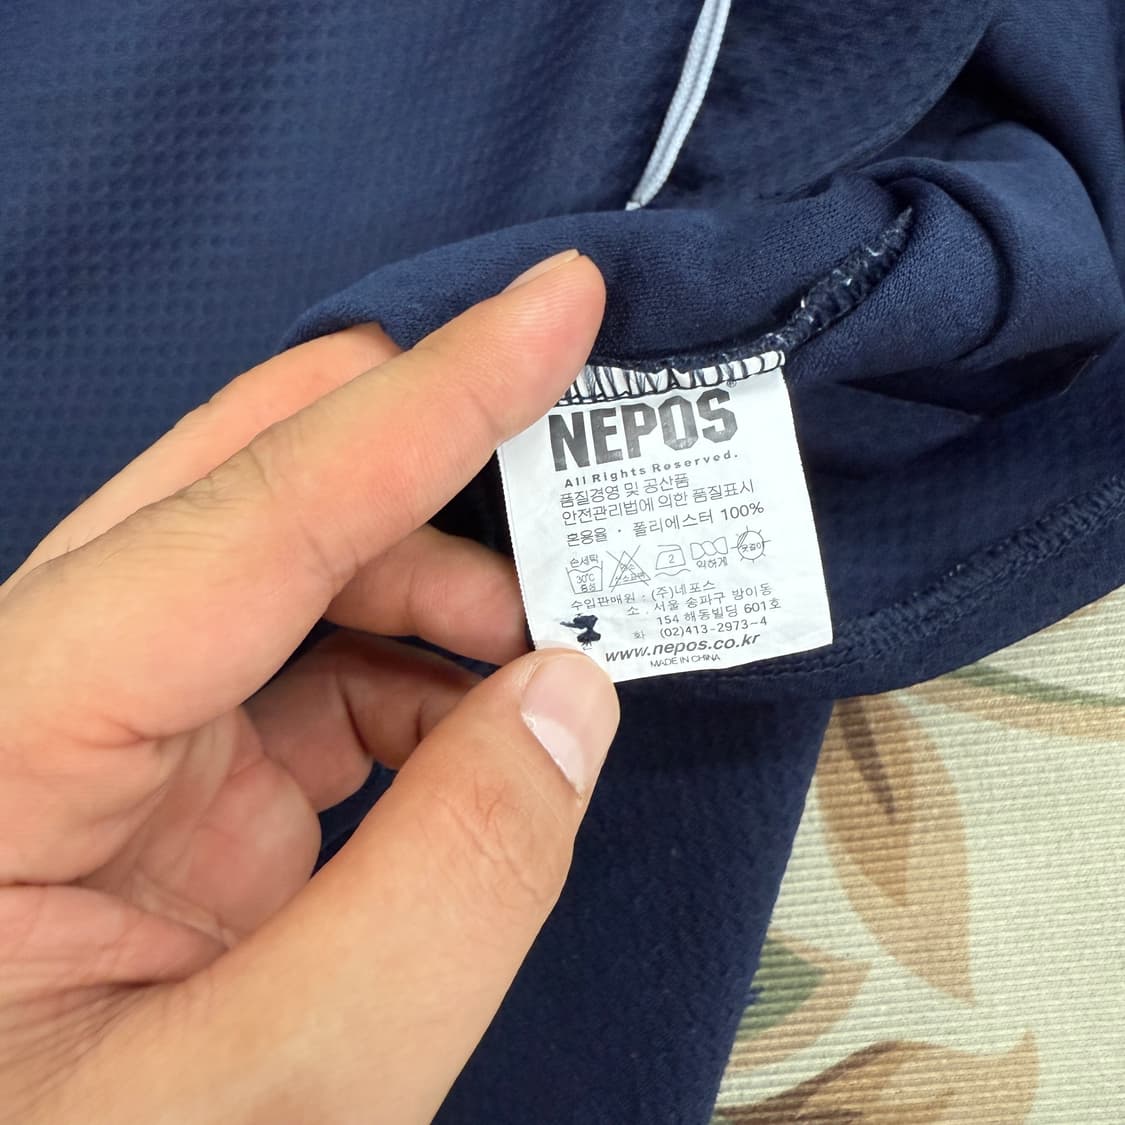 NEPOS®
All Rights Reserved.
품질경영 및 공산품
안전관리법에 의한 품질표시
혼용율 · 폴리에스터 100%
손세탁
30℃
중성
2
약하게
옷걸이
수입판매원 : (주)네포스
소 . 서울 송파구 방이동
154 해동빌딩 601호
화 (02)413-2973~4
www.nepos.co.kr
MADE IN CHINA